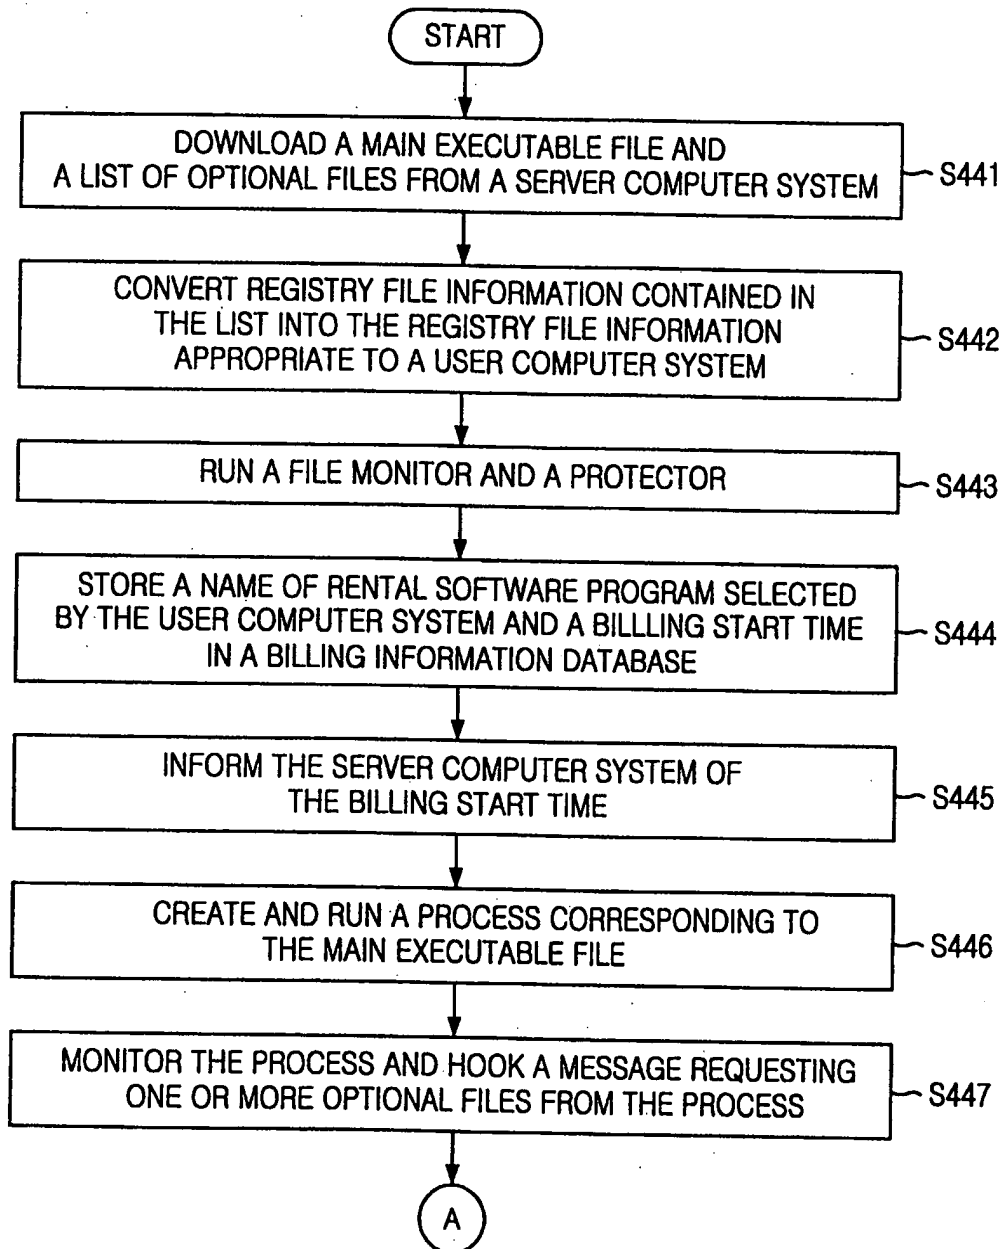 START
DOWNLOAD A MAIN EXECUTABLE FILE AND
A LIST OF OPTIONAL FILES FROM A SERVER COMPUTER SYSTEM
S441
CONVERT REGISTRY FILE INFORMATION CONTAINED IN
THE LIST INTO THE REGISTRY FILE INFORMATION
APPROPRIATE TO A USER COMPUTER SYSTEM
S442
RUN A FILE MONITOR AND A PROTECTOR
S443
STORE A NAME OF RENTAL SOFTWARE PROGRAM SELECTED
BY THE USER COMPUTER SYSTEM AND A BILLLING START TIME
IN A BILLING INFORMATION DATABASE
S444
INFORM THE SERVER COMPUTER SYSTEM OF
THE BILLING START TIME
S445
CREATE AND RUN A PROCESS CORRESPONDING TO
THE MAIN EXECUTABLE FILE
S446
MONITOR THE PROCESS AND HOOK A MESSAGE REQUESTING
ONE OR MORE OPTIONAL FILES FROM THE PROCESS
S447
A